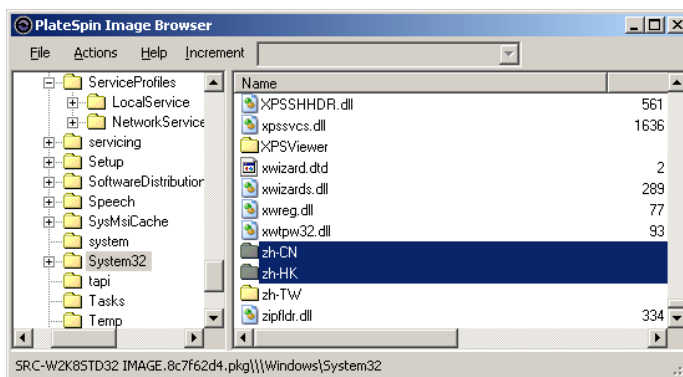 PlateSpin Image Browser
File Actions Help Increment
ServiceProfiles
LocalService
NetworkService
servicing
Setup
SoftwareDistribution
Speech
SysMsiCache
system
System32
tapi
Tasks
Temp
Name
XPSSHHDR.dll 561
xpssvcs.dll 1636
XPSViewer
xwizard.dtd 2
xwizards.dll 289
xwreg.dll 77
xwtpw32.dll 93
zh-CN
zh-HK
zh-TW
zipfldr.dll 334
SRC-W2K8STD32 IMAGE.8c7f62d4.pkg\\\Windows\System32